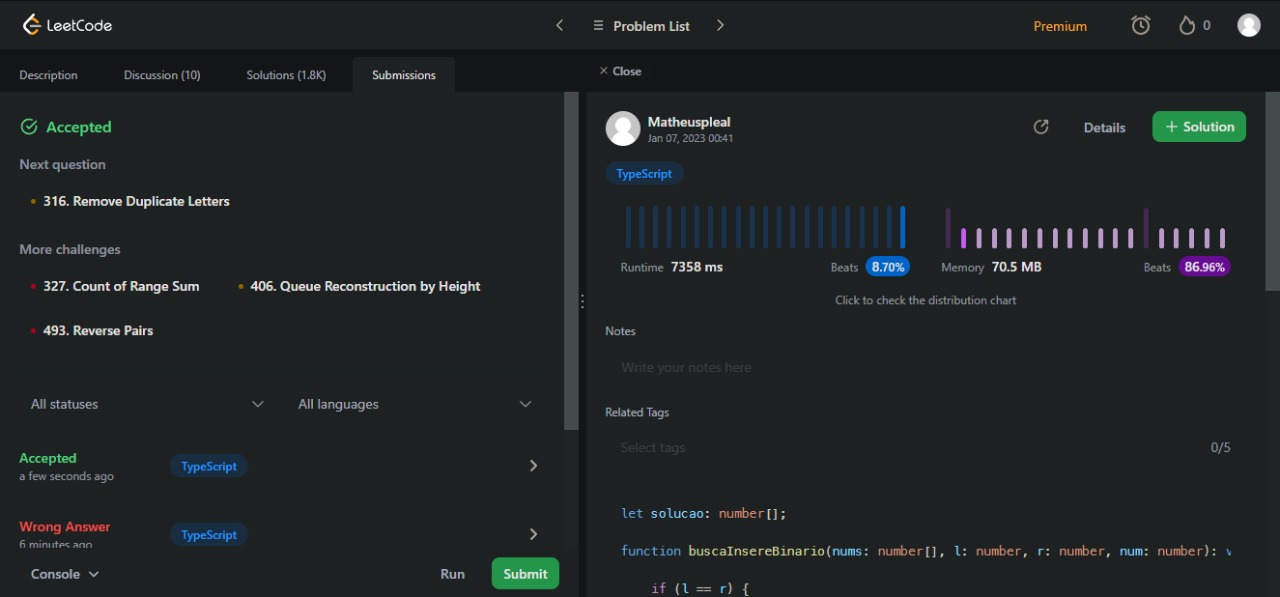 LeetCode
Problem List
Premium
0
Description
Discussion (10)
Solutions (1.8K)
Submissions
Accepted
Next question
316. Remove Duplicate Letters
More challenges
327. Count of Range Sum
406. Queue Reconstruction by Height
493. Reverse Pairs
All statuses
All languages
Accepted
a few seconds ago
TypeScript
Wrong Answer
6 minutes ago
TypeScript
Console
Run
Submit
× Close
Matheuspleal
Jan 07, 2023 00:41
Details
+ Solution
TypeScript
Runtime 7358 ms
Beats 8.70%
Memory 70.5 MB
Beats 86.96%
Click to check the distribution chart
Notes
Write your notes here
Related Tags
Select tags
0/5
let solucao: number[];
function buscaInsereBinario(nums: number[], l: number, r: number, num: number):
if (l == r) {